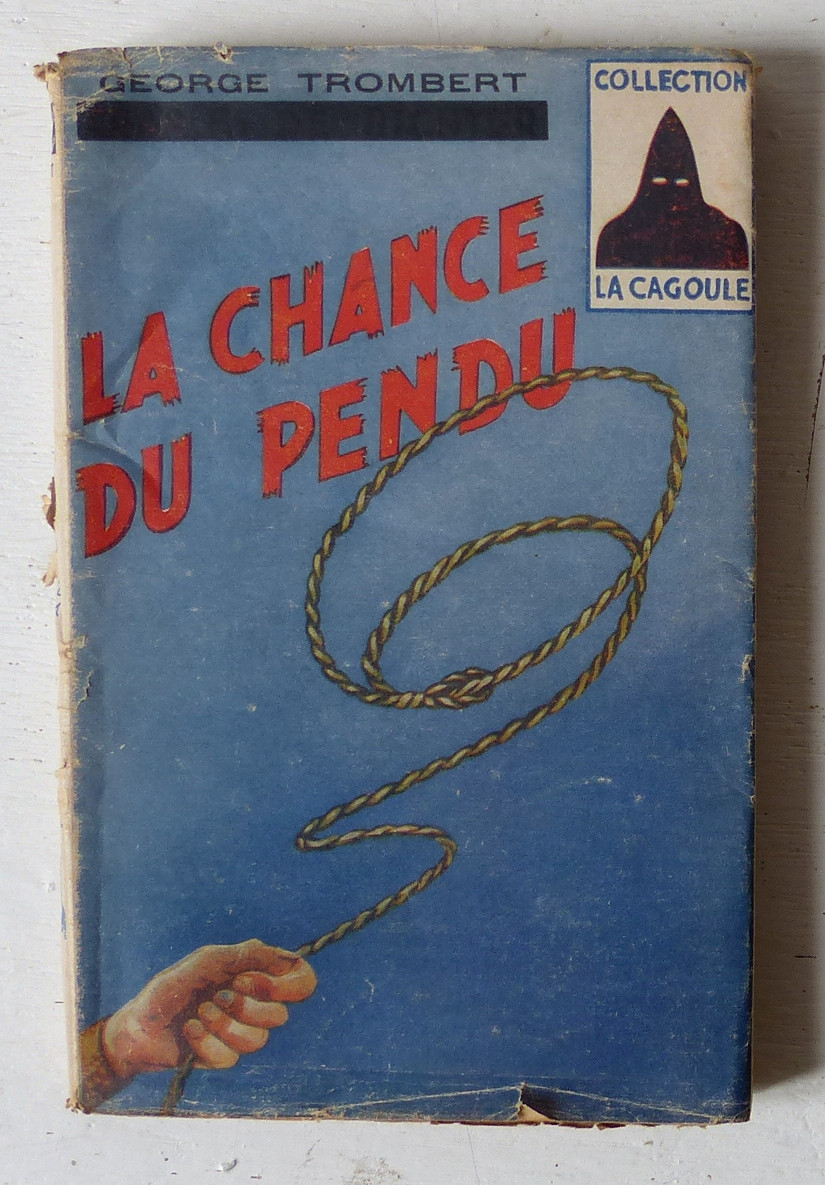 GEORGE TROMBERT
COLLECTION
LA CAGOULE
LA CHANCE
DU PENDU